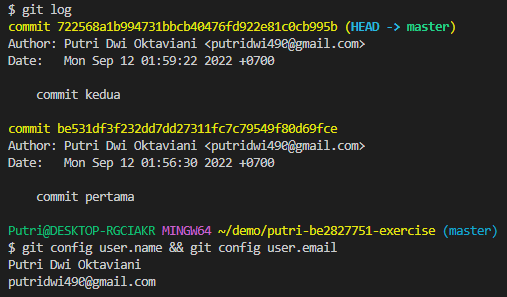 $ git log
commit 722568a1b994731bbcb40476fd922e81c0cb995b (HEAD -> master)
Author: Putri Dwi Oktaviani <putridwi490@gmail.com>
Date:   Mon Sep 12 01:59:22 2022 +0700

    commit kedua

commit be531df3f232dd7dd27311fc7c79549f80d69fce
Author: Putri Dwi Oktaviani <putridwi490@gmail.com>
Date:   Mon Sep 12 01:56:30 2022 +0700

    commit pertama

Putri@DESKTOP-RGCIAKR MINGW64 ~/demo/putri-be2827751-exercise (master)
$ git config user.name && git config user.email
Putri Dwi Oktaviani
putridwi490@gmail.com